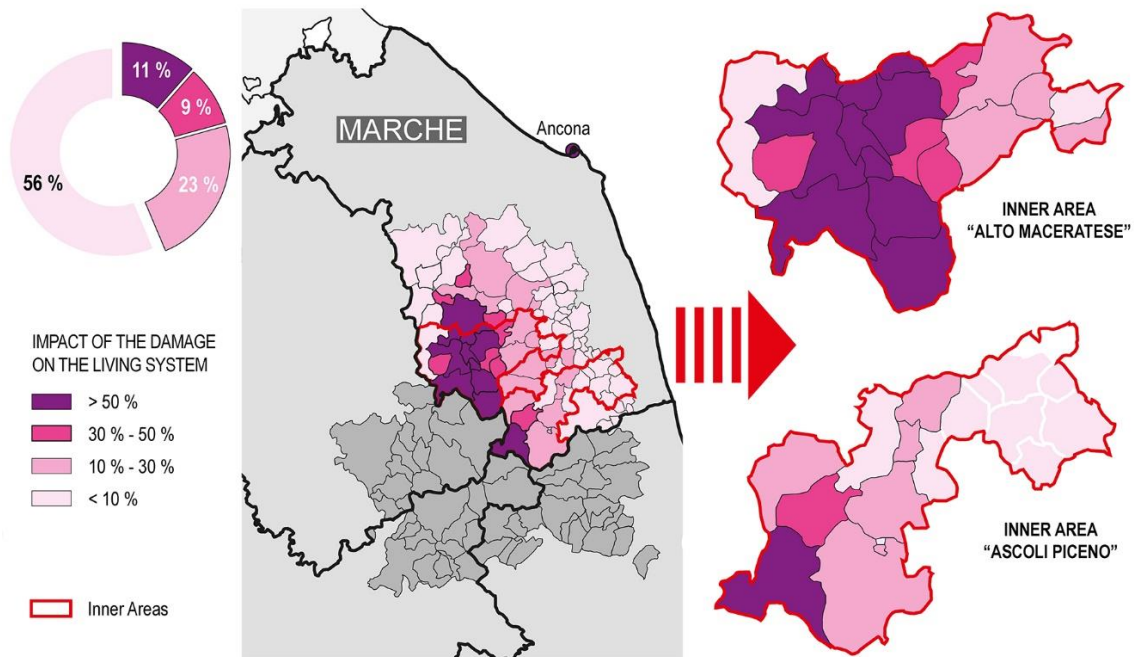 11 %
9 %
56 %
23 %
IMPACT OF THE DAMAGE
ON THE LIVING SYSTEM
> 50 %
30 % - 50 %
10 % - 30 %
< 10 %
Inner Areas
MARCHE
Ancona
INNER AREA
“ALTO MACERATESE”
INNER AREA
“ASCOLI PICENO”